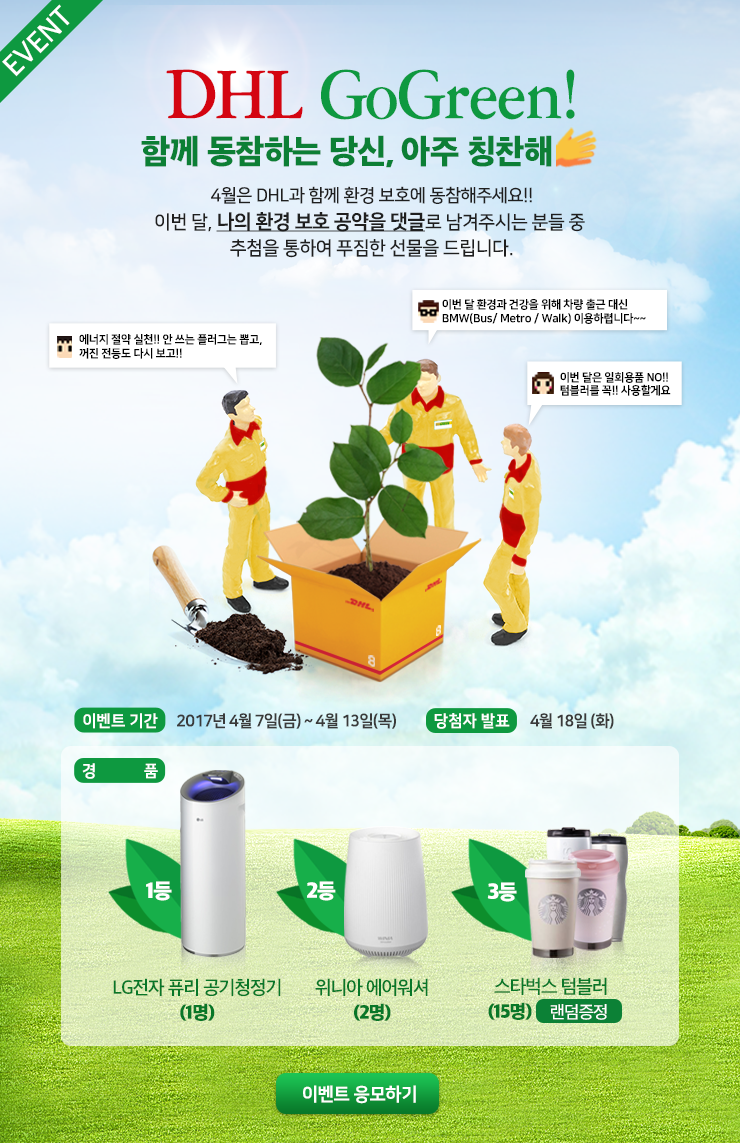 EVENT
DHL GoGreen!
함께 동참하는 당신, 아주 칭찬해
4월은 DHL과 함께 환경 보호에 동참해주세요!!
이번 달, 나의 환경 보호 공약을 댓글로 남겨주시는 분들 중
추첨을 통하여 푸짐한 선물을 드립니다.
이번 달 환경과 건강을 위해 차량 출근 대신
BMW(Bus/ Metro / Walk) 이용하렵니다~~
에너지 절약 실천!! 안 쓰는 플러그는 뽑고,
꺼진 전등도 다시 보고!!
이번 달은 일회용품 NO!!
텀블러를 꼭!! 사용할게요
DHL
DHL
이벤트 기간 2017년 4월 7일(금) ~ 4월 13일(목) 당첨자 발표 4월 18일 (화)
경 품
1등 2등 3등
LG전자 퓨리 공기청정기 위니아 에어워셔 스타벅스 텀블러
(1명) (2명) (15명) 랜덤증정
이벤트 응모하기